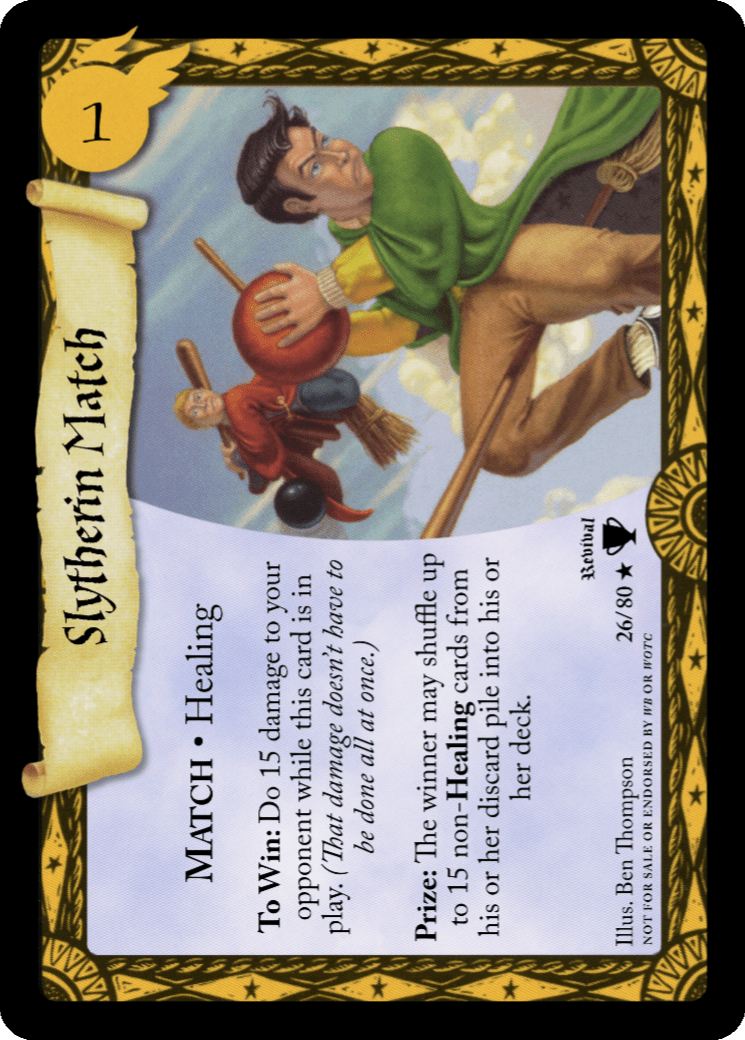 1
Slytherin Match
MATCH • Healing
To Win: Do 15 damage to your
opponent while this card is in
play. (That damage doesn't have to
be done all at once.)
Prize: The winner may shuffle up
to 15 non-Healing cards from
his or her discard pile into his or
her deck.
Revival
Illus. Ben Thompson
26/80 ★
NOT FOR SALE OR ENDORSED BY WB OR WOTC